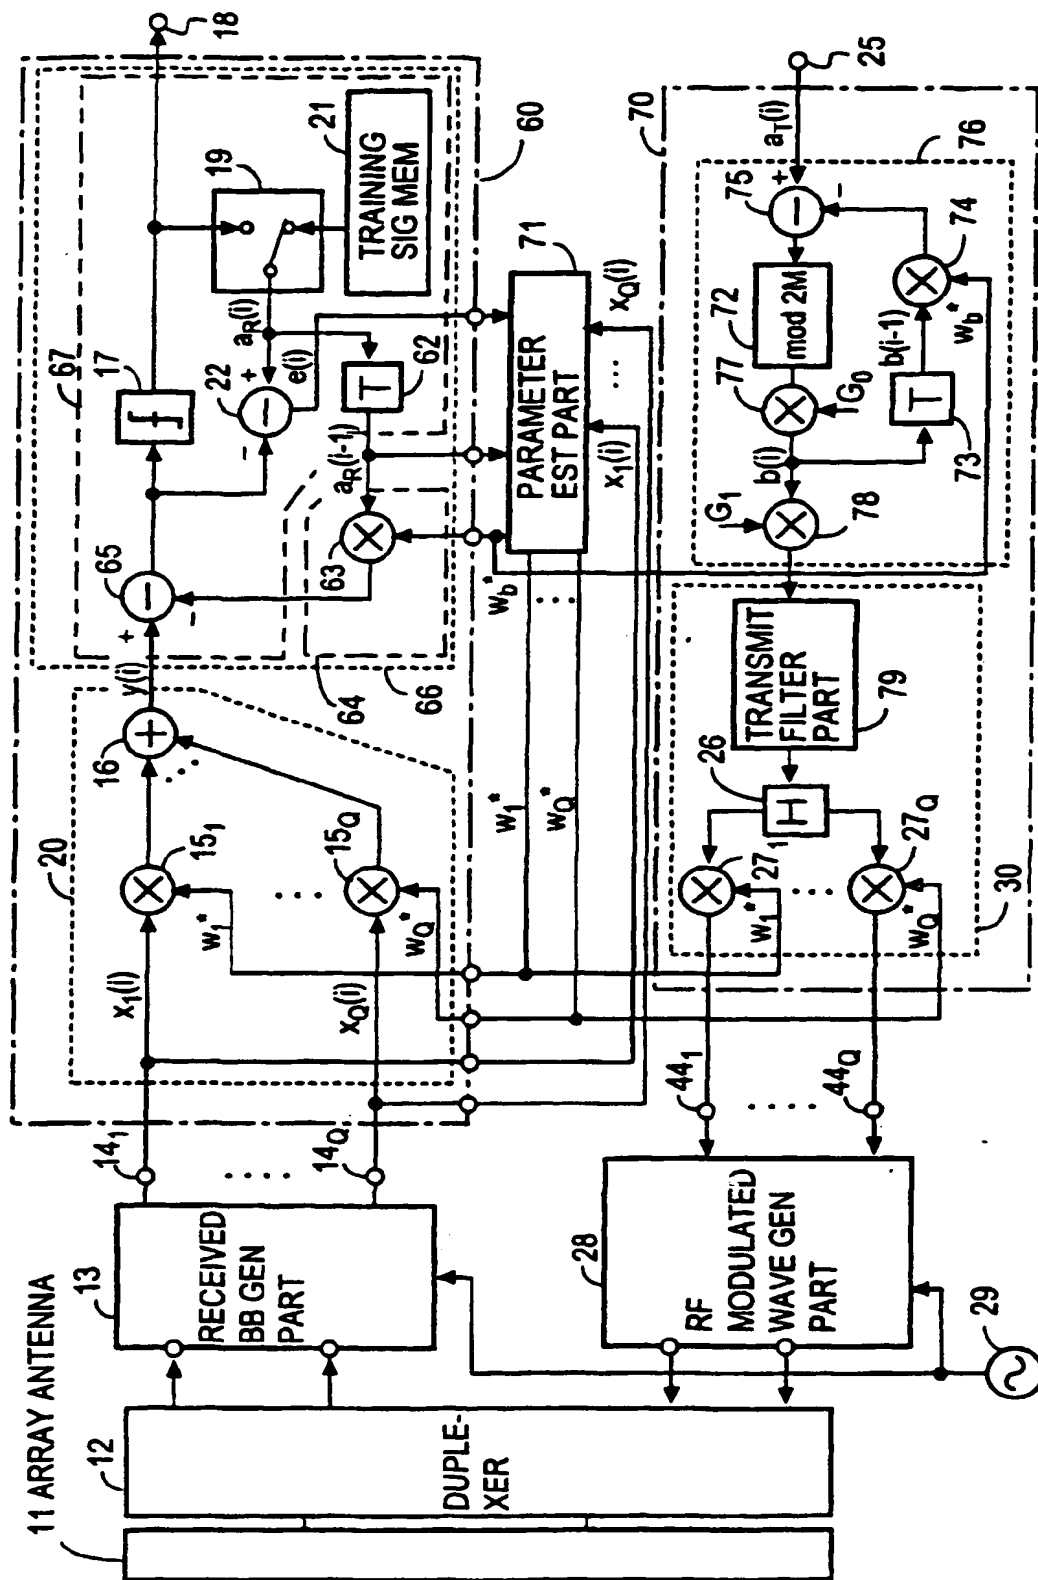 11 ARRAY ANTENNA
12
DUPLE-
XER
13
RECEIVED
BB GEN
PART
14₁
. . . .
14Q
28
RF
MODULATED
WAVE GEN
PART
29
44₁
. . . .
44Q
20
x₁(i)
xQ(i)
w₁*
wQ*
15₁
. . .
15Q
16
. . .
y(i)
+
−
65
67
17
22
−
+
e(i)
aR(i)
19
21
TRAINING
SIG MEM
18
T
62
aR(i-1)
63
64
66
60
wb*
w₁*
. . .
wQ*
71
PARAMETER
EST PART
x₁(i)
. . .
xQ(i)
70
25
aT(i)
76
75
+
−
72
mod 2M
77
G₀
b(i)
G₁
78
T
73
b(i-1)
74
wb*
TRANSMIT
FILTER
PART
79
26
H
27₁
w₁*
. . .
27Q
wQ*
30